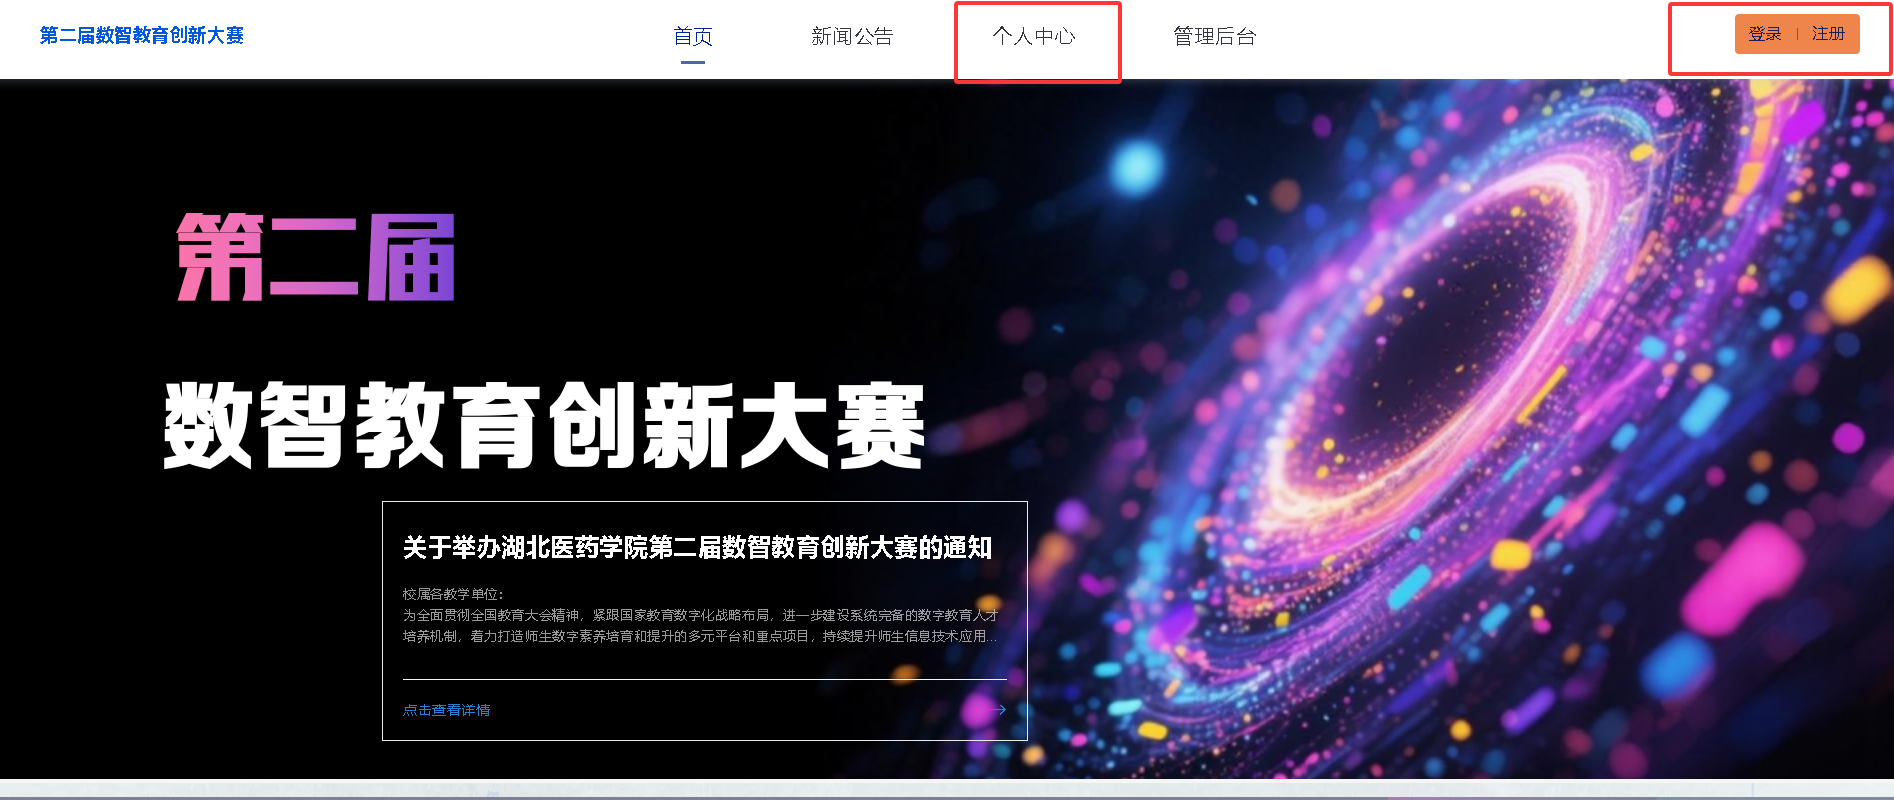 第二届数智教育创新大赛
首页
新闻公告
个人中心
管理后台
登录 | 注册
第二届
数智教育创新大赛
关于举办湖北医药学院第二届数智教育创新大赛的通知
校属各教学单位：
为全面贯彻全国教育大会精神，紧跟国家教育数字化战略布局，进一步建设系统完备的数字教育人才
培养机制，着力打造师生数字素养培育和提升的多元平台和重点项目，持续提升师生信息技术应用...
点击查看详情